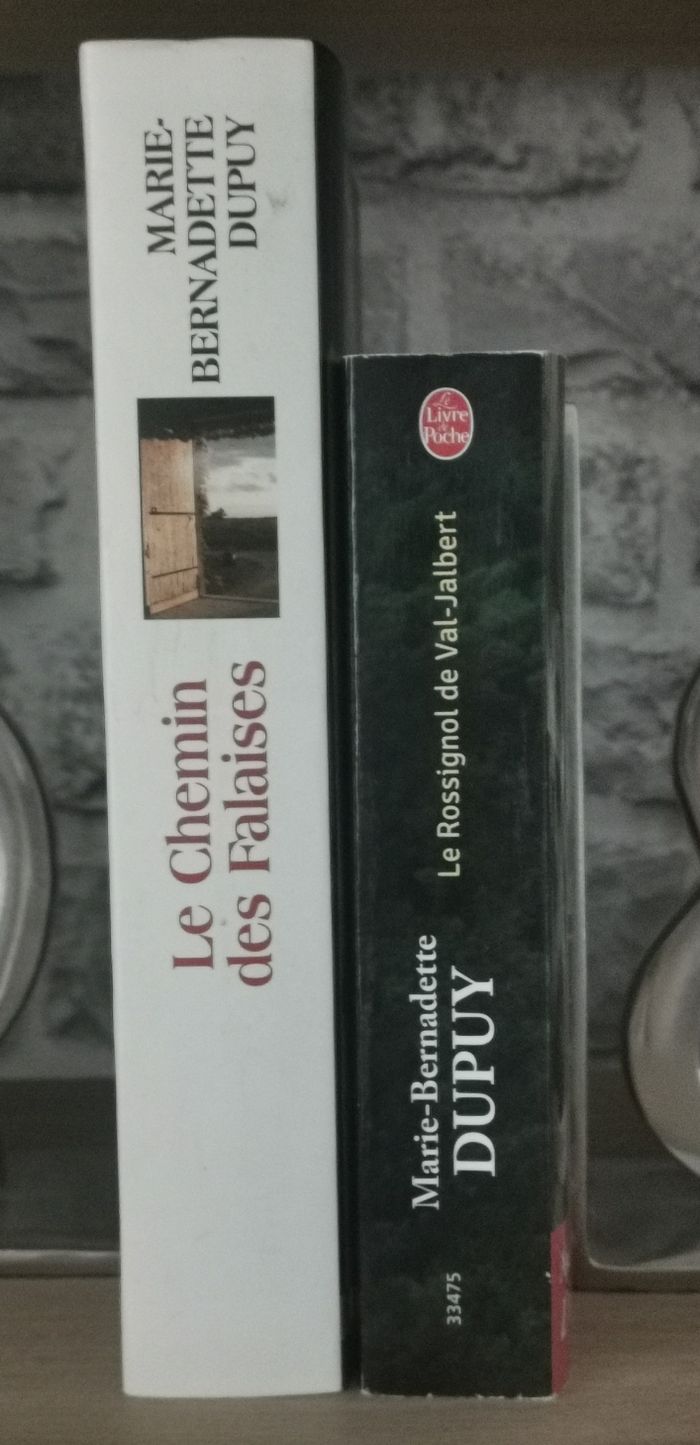 MARIE-
BERNADETTE
DUPUY
Le Chemin
des Falaises
Le
Livre
de
Poche
Le Rossignol de Val-Jalbert
Marie-Bernadette
DUPUY
33475